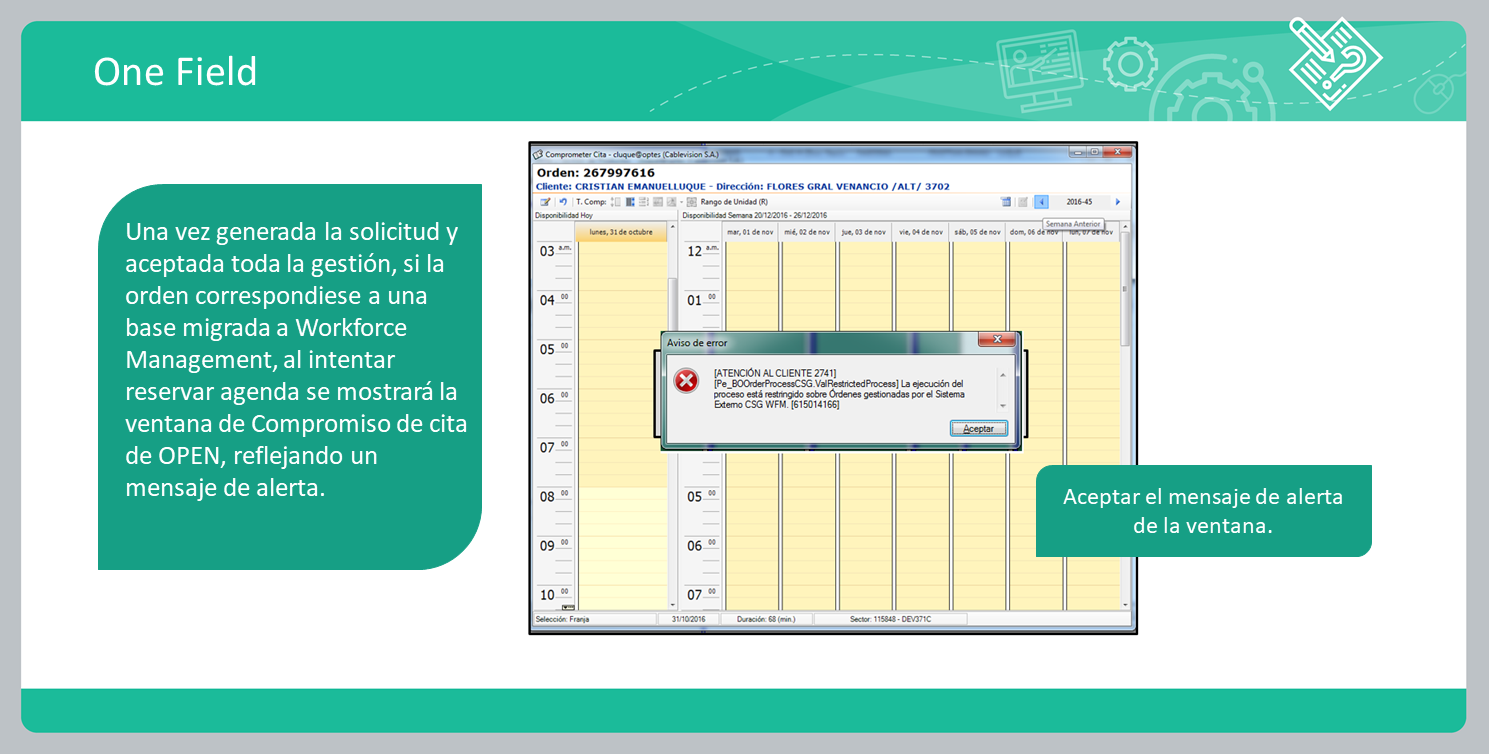 One Field
Una vez generada la solicitud y
aceptada toda la gestión, si la
orden correspondiese a una
base migrada a Workforce
Management, al intentar
reservar agenda se mostrará la
ventana de Compromiso de cita
de OPEN, reflejando un
mensaje de alerta.
Comprometer Cita - cluque@optes (Cablevision S.A.)
Orden: 267997616
Cliente: CRISTIAN EMANUELLUQUE - Dirección: FLORES GRAL VENANCIO /ALT/ 3702
T. Comp: Rango de Unidad (R) 2016-45
Disponibilidad Hoy Disponibilidad Semana 20/12/2016 - 26/12/2016
Semana Anterior
lunes, 31 de octubre mar, 01 de nov mié, 02 de nov jue, 03 de nov vie, 04 de nov sáb, 05 de nov dom, 06 de nov lun, 07 de nov
03 a.m. 12 a.m.
04 00 01 00
05 00
06 00
07 00
08 00 05 00
09 00 06 00
10 00 07 00
Aviso de error
[ATENCIÓN AL CLIENTE 2741]
[Pe_BOOrderProcessCSG.ValRestrictedProcess] La ejecución del
proceso está restringido sobre Órdenes gestionadas por el Sistema
Externo CSG WFM. [615014166]
Aceptar
Selección: Franja 31/10/2016 Duración: 68 (min.) Sector: 115848 - DEV371C
Aceptar el mensaje de alerta
de la ventana.